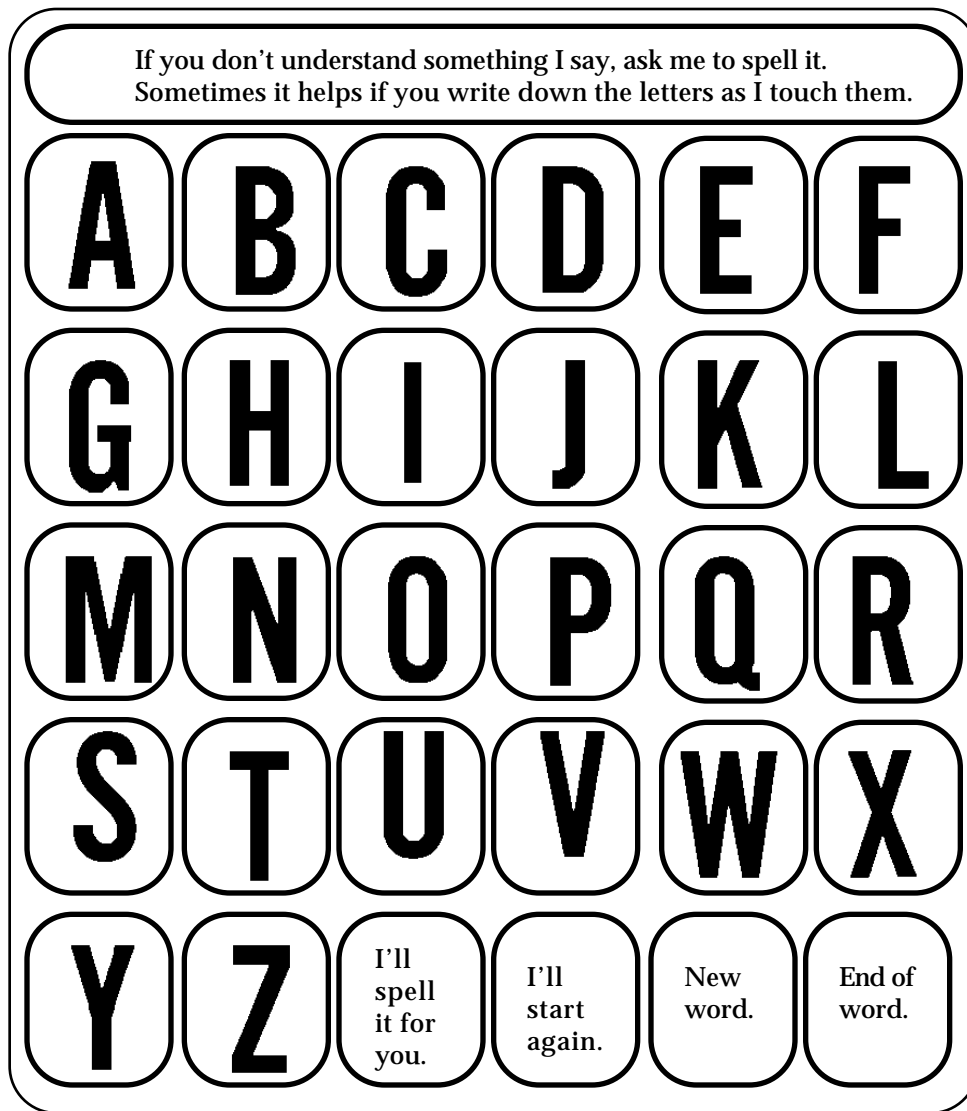 If you don’t understand something I say, ask me to spell it.
Sometimes it helps if you write down the letters as I touch them.
A B C D E F
G H I J K L
M N O P Q R
S T U V W X
Y Z
I’ll
spell
it for
you.
I’ll
start
again.
New
word.
End of
word.